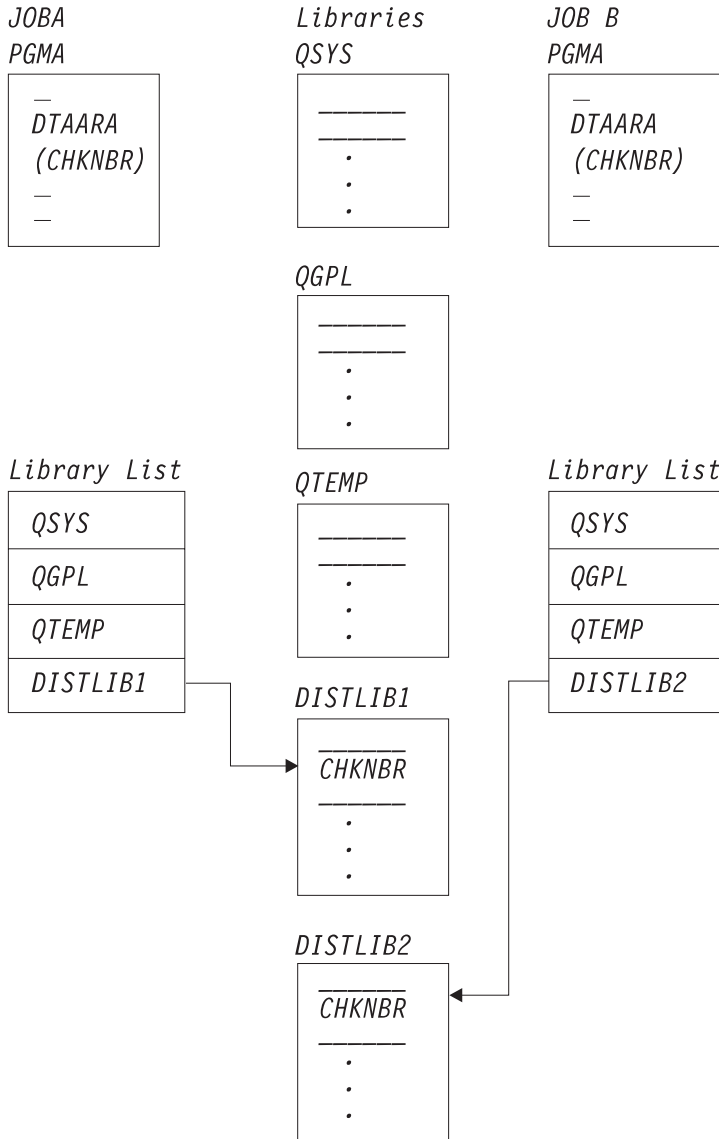 JOBA
PGMA
DTAARA
(CHKNBR)
Library List
QSYS
QGPL
QTEMP
DISTLIB1
Libraries
QSYS
QGPL
QTEMP
DISTLIB1
CHKNBR
DISTLIB2
CHKNBR
JOB B
PGMA
DTAARA
(CHKNBR)
Library List
QSYS
QGPL
QTEMP
DISTLIB2